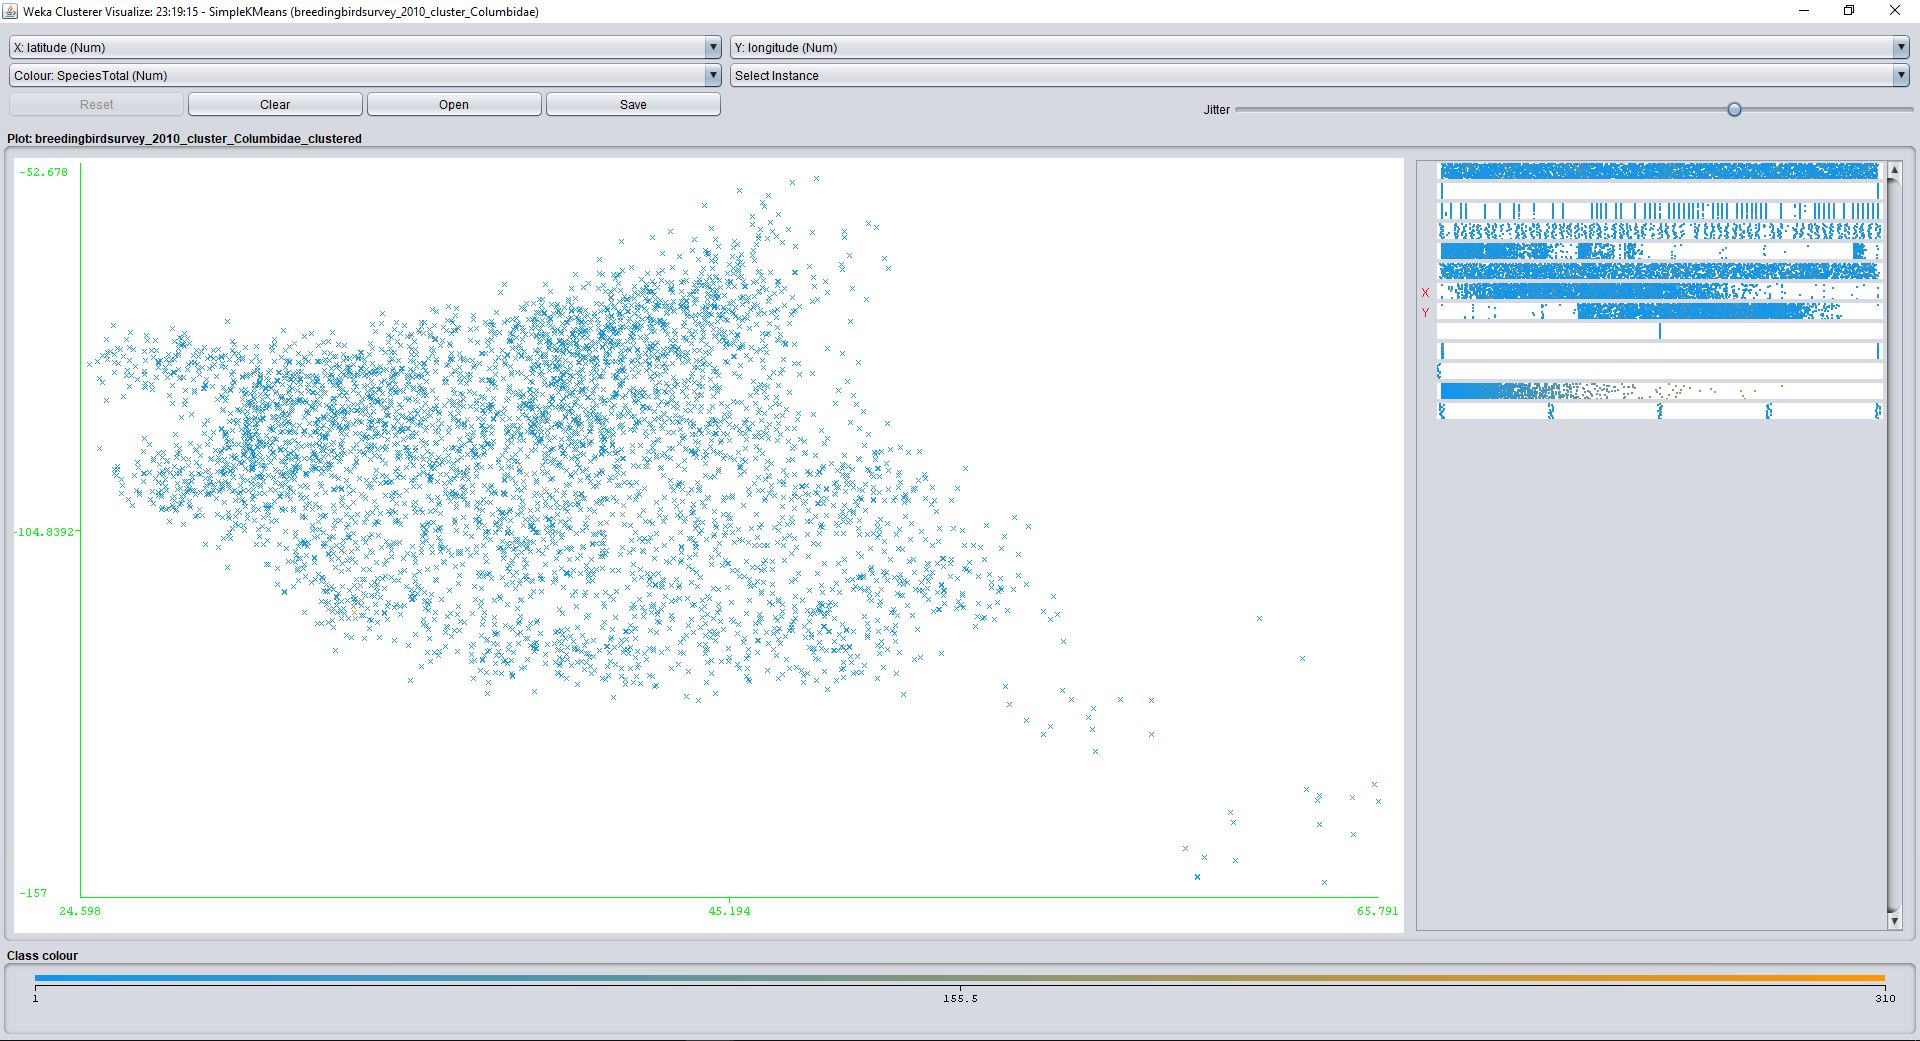 Weka Clusterer Visualize: 23:19:15 - SimpleKMeans (breedingbirdsurvey_2010_cluster_Columbidae)
X: latitude (Num)
Y: longitude (Num)
Colour: SpeciesTotal (Num)
Select Instance
Reset
Clear
Open
Save
Jitter
Plot: breedingbirdsurvey_2010_cluster_Columbidae_clustered
-52.678
-104.8392
-157
24.598
45.194
65.791
X
Y
Class colour
1
155.5
310